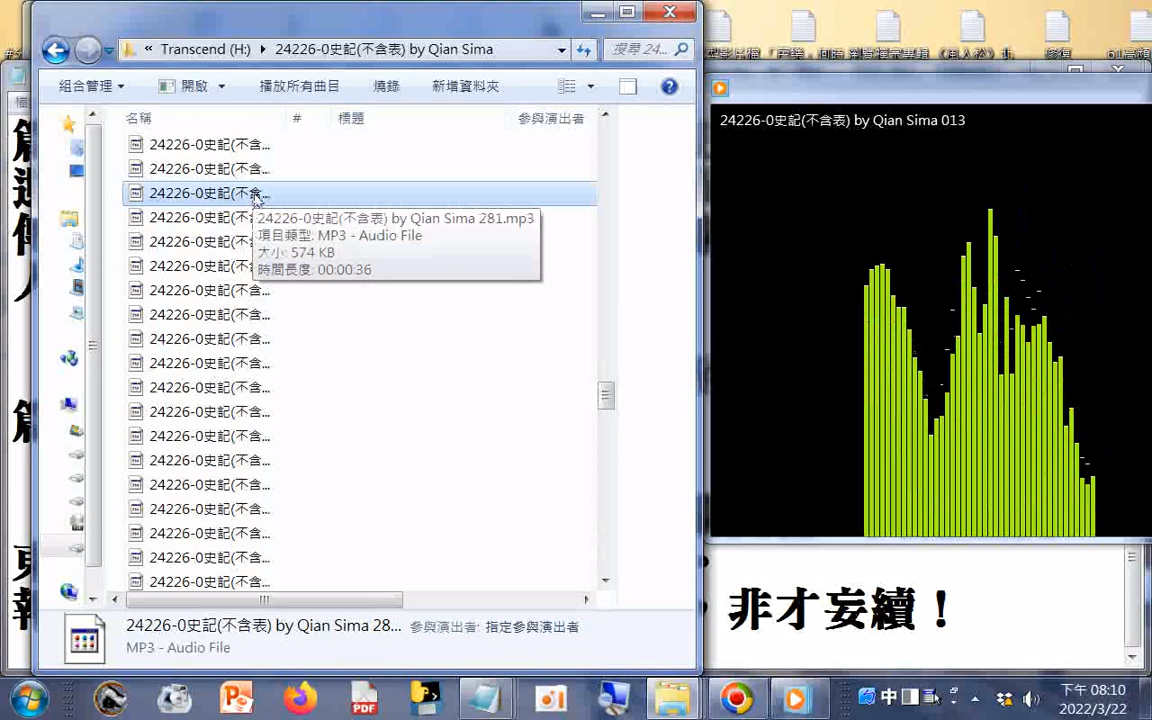 Transcend (H:) 24226-0史記(不含表) by Qian Sima
搜尋 24...
組合管理 開啟 播放所有曲目 燒錄 新增資料夾
名稱 # 標題 參與演出者
24226-0史記(不含...
24226-0史記(不含...
24226-0史記(不含...
24226-0史記(不
24226-0史記(不
24226-0史記(不
24226-0史記(不含...
24226-0史記(不含...
24226-0史記(不含...
24226-0史記(不含...
24226-0史記(不含...
24226-0史記(不含...
24226-0史記(不含...
24226-0史記(不含...
24226-0史記(不含...
24226-0史記(不含...
24226-0史記(不含...
24226-0史記(不含...
24226-0史記(不含...
24226-0史記(不含表) by Qian Sima 281.mp3
項目類型: MP3 - Audio File
大小: 574 KB
時間長度: 00:00:36
24226-0史記(不含表) by Qian Sima 28... 參與演出者: 指定參與演出者
MP3 - Audio File
24226-0史記(不含表) by Qian Sima 013
非才妄續！
PDF
中
下午 08:10
2022/3/22